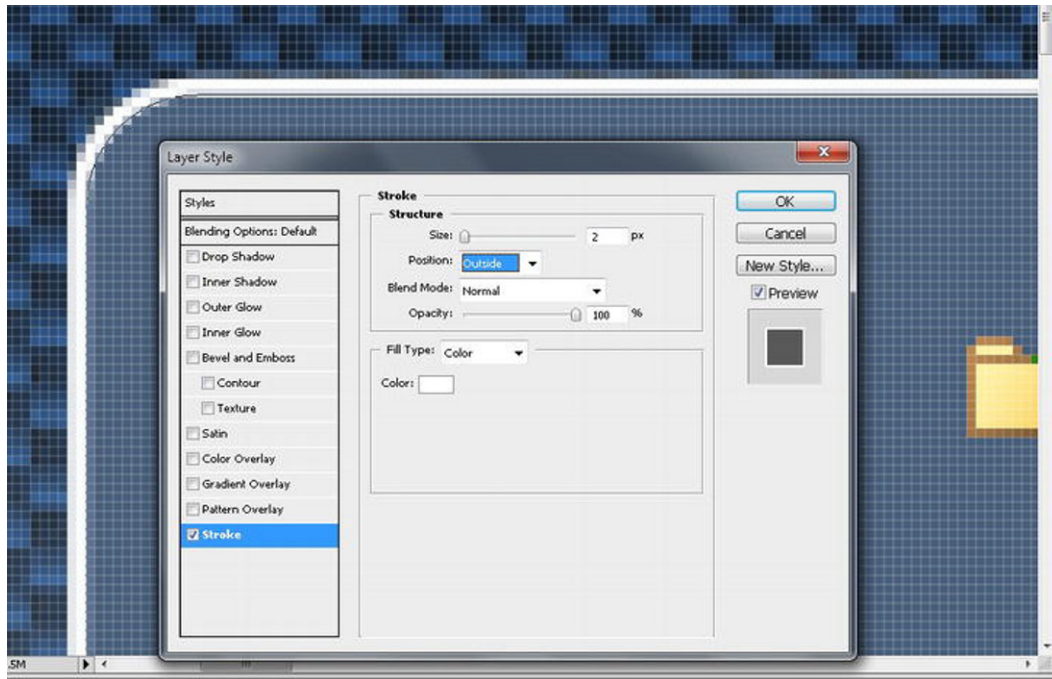 Layer Style
Styles
Blending Options: Default
Drop Shadow
Inner Shadow
Outer Glow
Inner Glow
Bevel and Emboss
Contour
Texture
Satin
Color Overlay
Gradient Overlay
Pattern Overlay
Stroke
Stroke
Structure
Size: 2 px
Position: Outside
Blend Mode: Normal
Opacity: 100 %
Fill Type: Color
Color:
OK
Cancel
New Style...
Preview
.5M